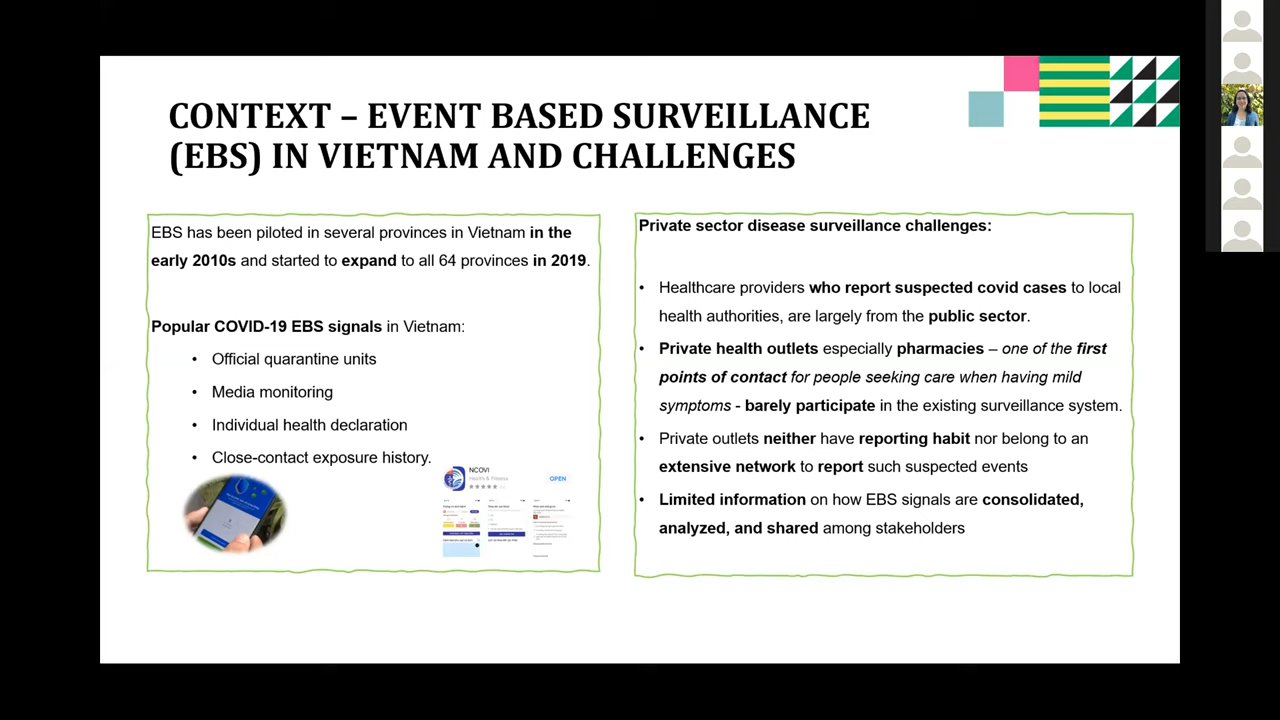 CONTEXT – EVENT BASED SURVEILLANCE
(EBS) IN VIETNAM AND CHALLENGES
EBS has been piloted in several provinces in Vietnam in the
early 2010s and started to expand to all 64 provinces in 2019.
Popular COVID-19 EBS signals in Vietnam:
• Official quarantine units
• Media monitoring
• Individual health declaration
• Close-contact exposure history.
NCOVI
Health & Fitness
OPEN
Private sector disease surveillance challenges:
• Healthcare providers who report suspected covid cases to local
health authorities, are largely from the public sector.
• Private health outlets especially pharmacies – one of the first
points of contact for people seeking care when having mild
symptoms - barely participate in the existing surveillance system.
• Private outlets neither have reporting habit nor belong to an
extensive network to report such suspected events
• Limited information on how EBS signals are consolidated,
analyzed, and shared among stakeholders